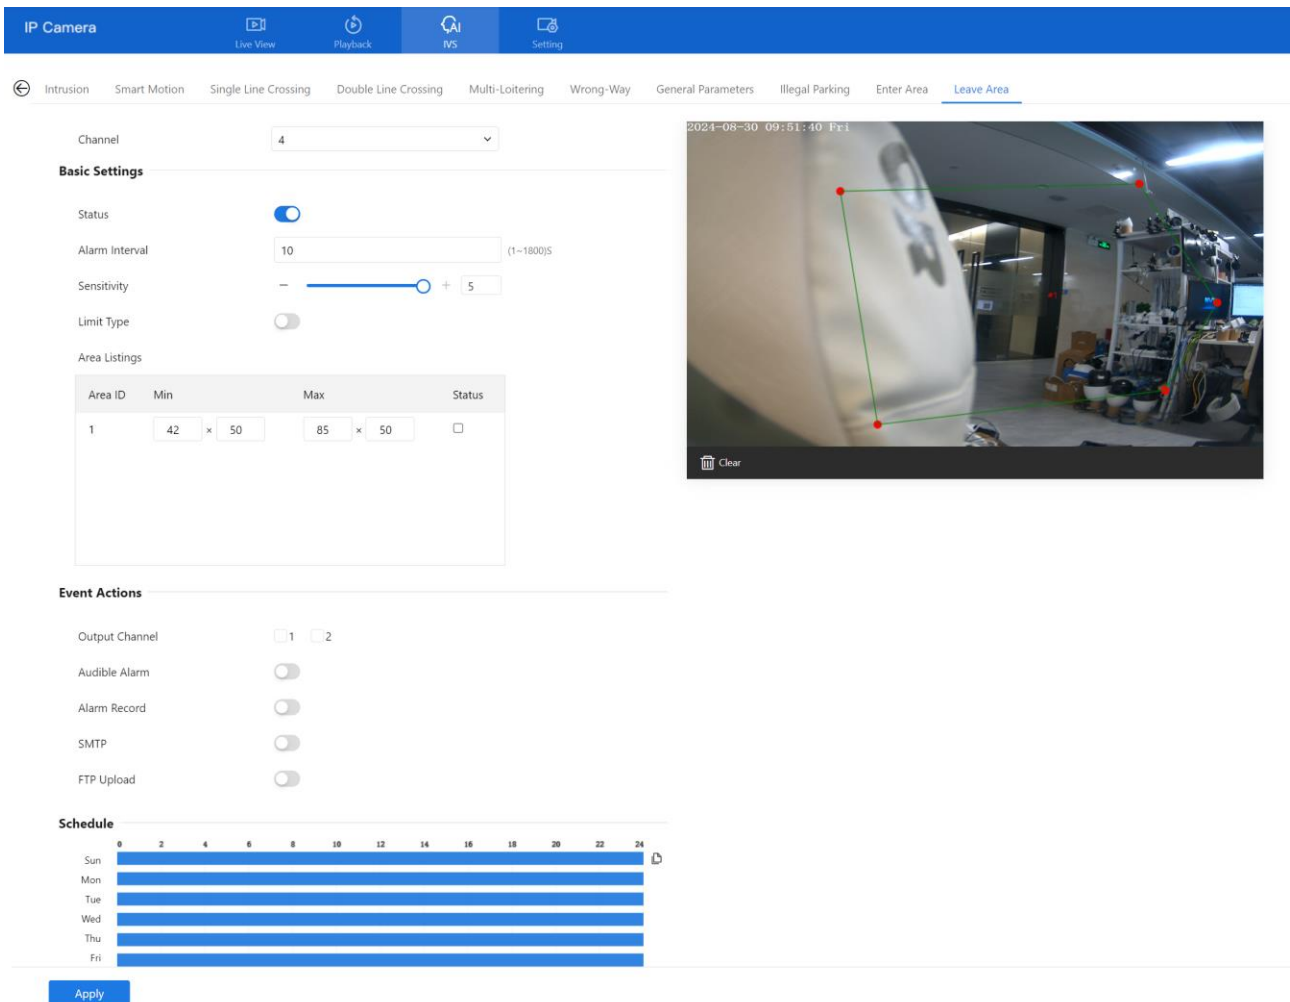 IP Camera
Live View
Playback
AI
IVS
Setting
Intrusion Smart Motion Single Line Crossing Double Line Crossing Multi-Loitering Wrong-Way General Parameters Illegal Parking Enter Area Leave Area
Channel 4
2024-08-30 09:51:40 Fri
Basic Settings
Status
Alarm Interval 10 (1~1800)S
Sensitivity − + 5
Limit Type
Area Listings
Area ID Min Max Status
1 42 × 50 85 × 50
Clear
Event Actions
Output Channel 1 2
Audible Alarm
Alarm Record
SMTP
FTP Upload
Schedule
0 2 4 6 8 10 12 14 16 18 20 22 24
Sun
Mon
Tue
Wed
Thu
Fri
Apply